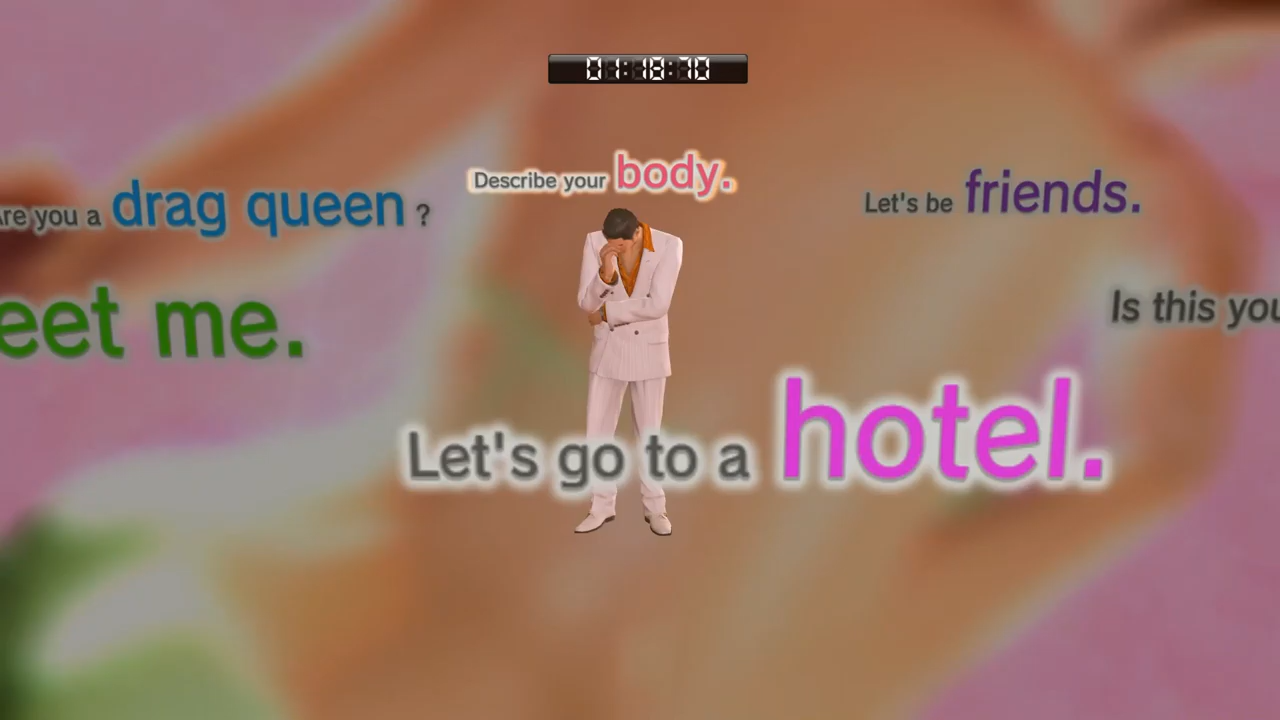 01:18:70
Describe your body.
are you a drag queen ?
Let's be friends.
eet me.
Is this you
Let's go to a hotel.